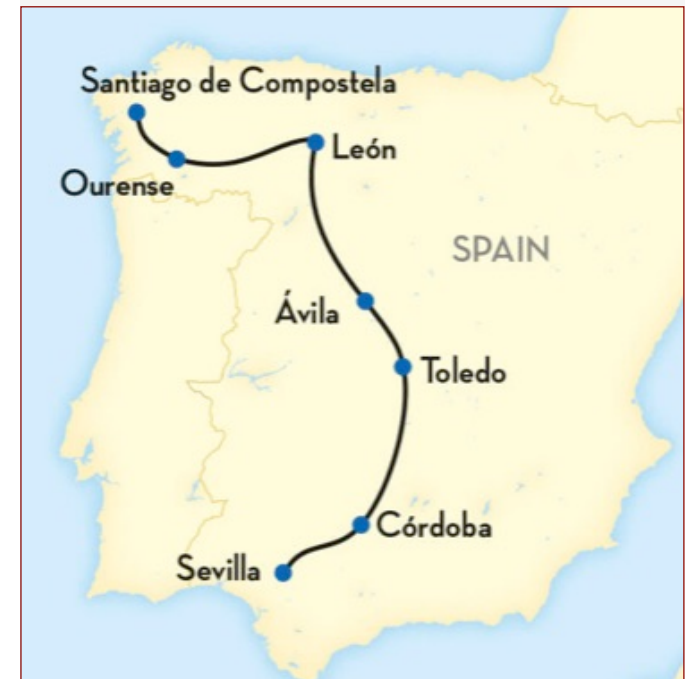 Santiago de Compostela
León
Ourense
SPAIN
Ávila
Toledo
Córdoba
Sevilla